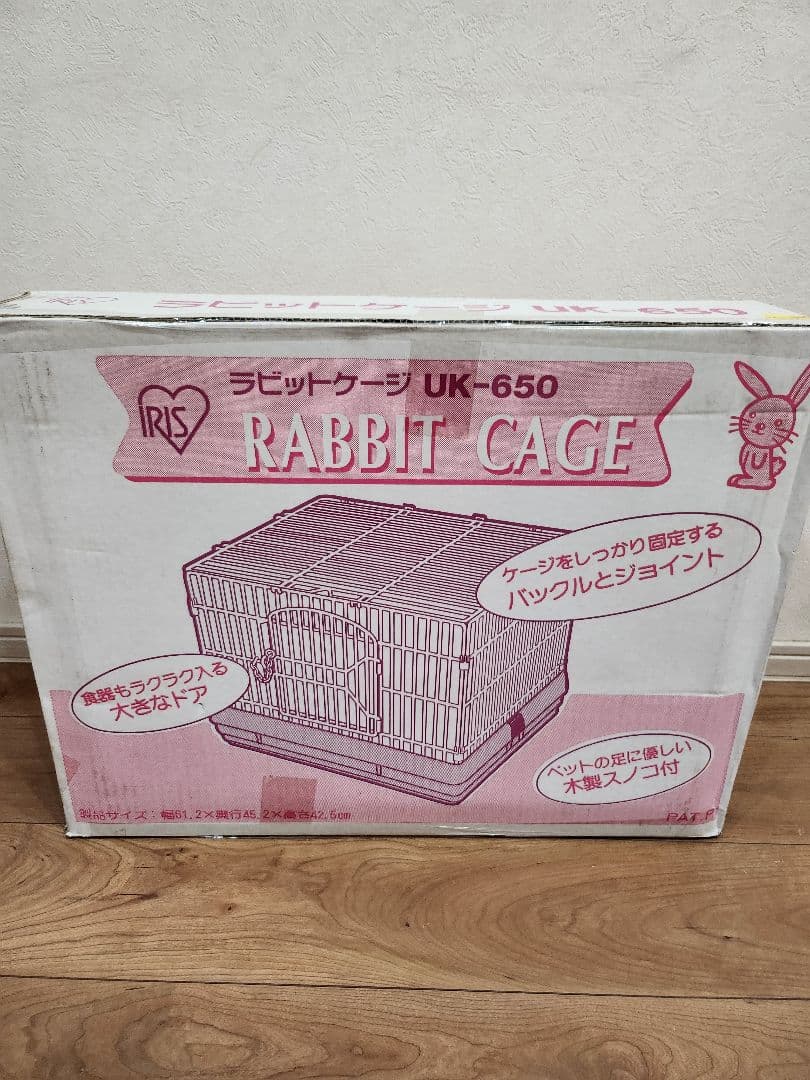 IRIS
ラビットケージ UK-650
IRIS
ラビットケージ UK-650
RABBIT CAGE
ケージをしっかり固定する
バックルとジョイント
食器もラクラク入る
大きなドア
ペットの足に優しい
木製スノコ付
製品サイズ:幅61.2×奥行45.2×高さ42.5cm
PAT.P